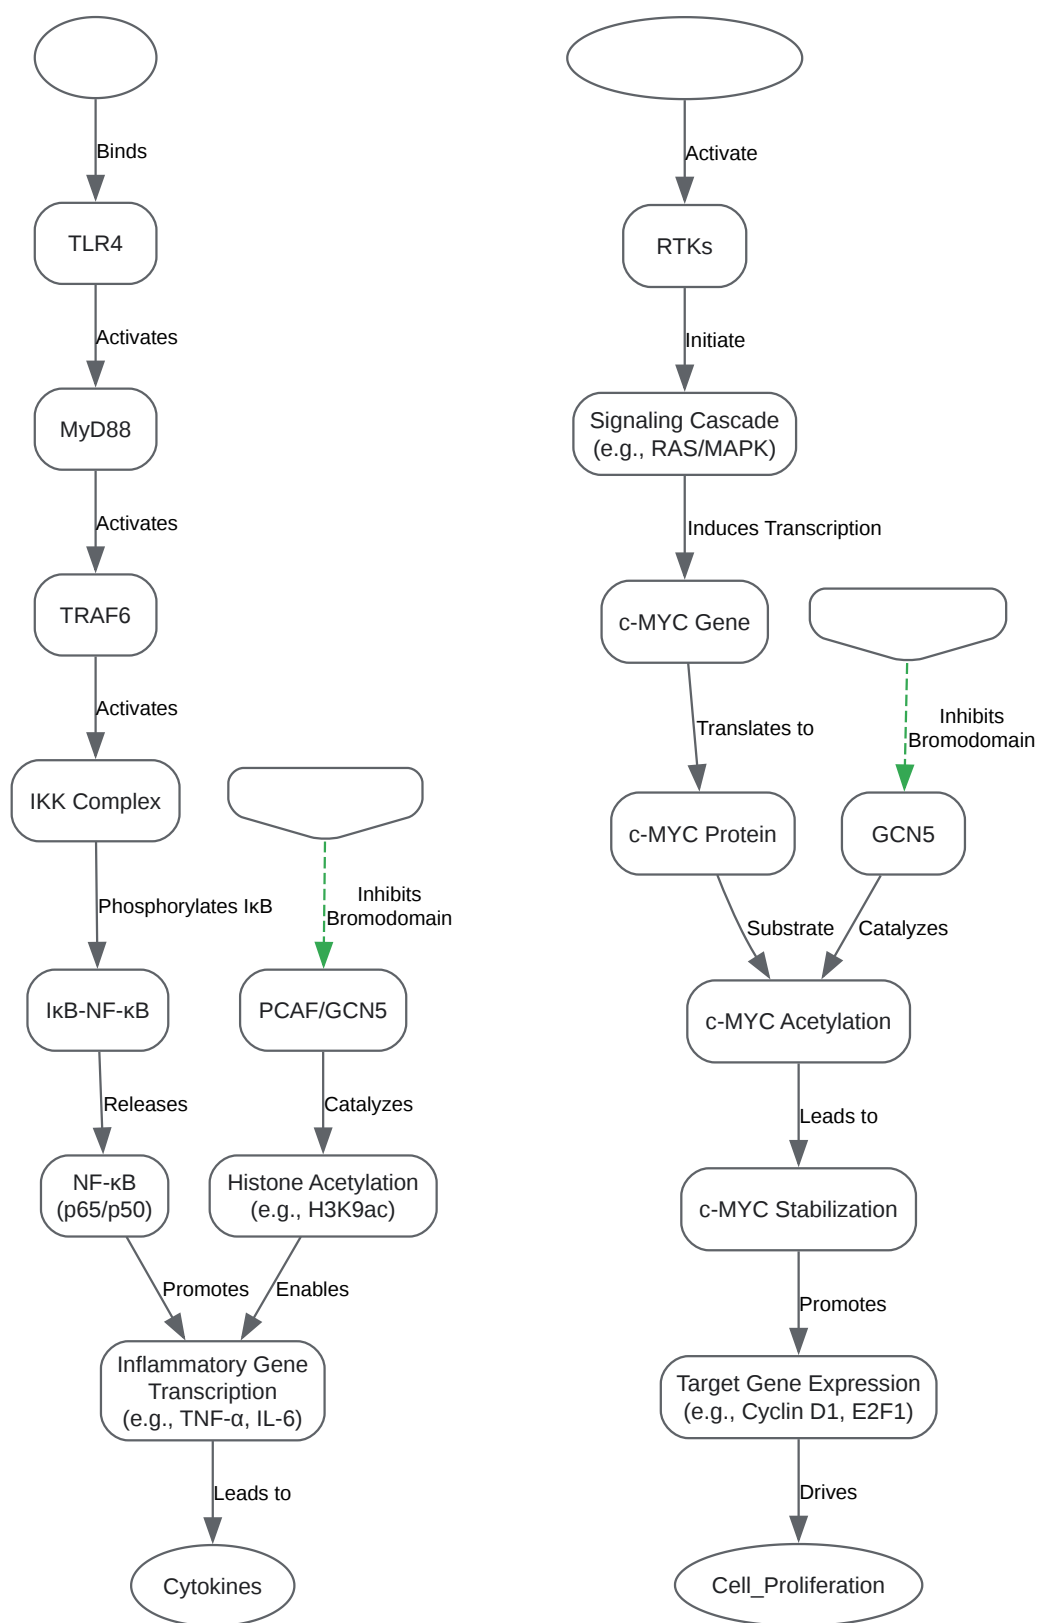 Binds
TLR4
Activates
MyD88
Activates
TRAF6
Activates
IKK Complex
Phosphorylates IκB
Inhibits
Bromodomain
IκB-NF-κB
PCAF/GCN5
Releases
Catalyzes
NF-κB
(p65/p50)
Histone Acetylation
(e.g., H3K9ac)
Promotes
Enables
Inflammatory Gene
Transcription
(e.g., TNF-α, IL-6)
Leads to
Cytokines
Activate
RTKs
Initiate
Signaling Cascade
(e.g., RAS/MAPK)
Induces Transcription
c-MYC Gene
Translates to
Inhibits
Bromodomain
c-MYC Protein
GCN5
Substrate
Catalyzes
c-MYC Acetylation
Leads to
c-MYC Stabilization
Promotes
Target Gene Expression
(e.g., Cyclin D1, E2F1)
Drives
Cell_Proliferation